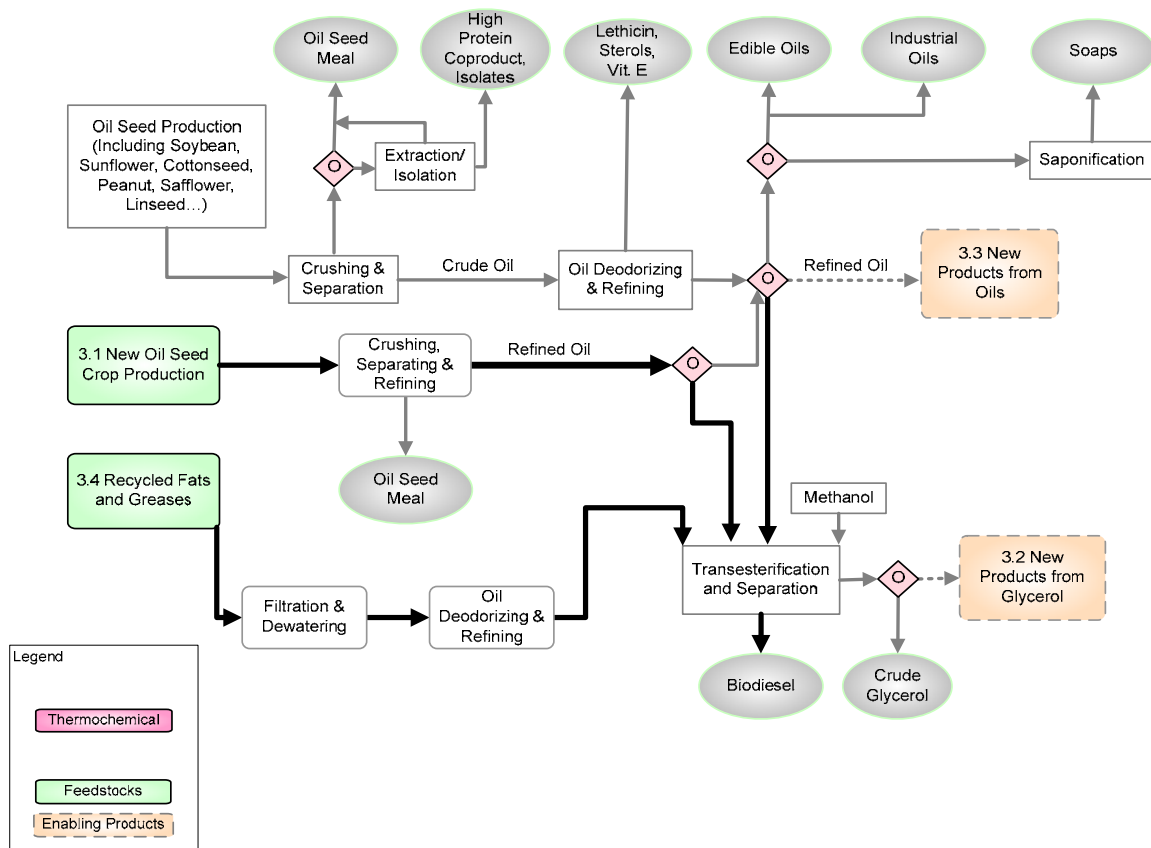 Oil Seed
Meal
High
Protein
Coproduct,
Isolates
Lethicin,
Sterols,
Vit. E
Edible Oils
Industrial
Oils
Soaps
Oil Seed Production
(Including Soybean,
Sunflower, Cottonseed,
Peanut, Safflower,
Linseed…)
O
Extraction/
Isolation
O
Saponification
Crushing &
Separation
Crude Oil
Oil Deodorizing
& Refining
O
Refined Oil
3.3 New
Products from
Oils
3.1 New Oil Seed
Crop Production
Crushing,
Separating &
Refining
Refined Oil
O
Oil Seed
Meal
3.4 Recycled Fats
and Greases
Methanol
Transesterification
and Separation
O
3.2 New
Products from
Glycerol
Filtration &
Dewatering
Oil
Deodorizing &
Refining
Biodiesel
Crude
Glycerol
Legend
Thermochemical
Feedstocks
Enabling Products